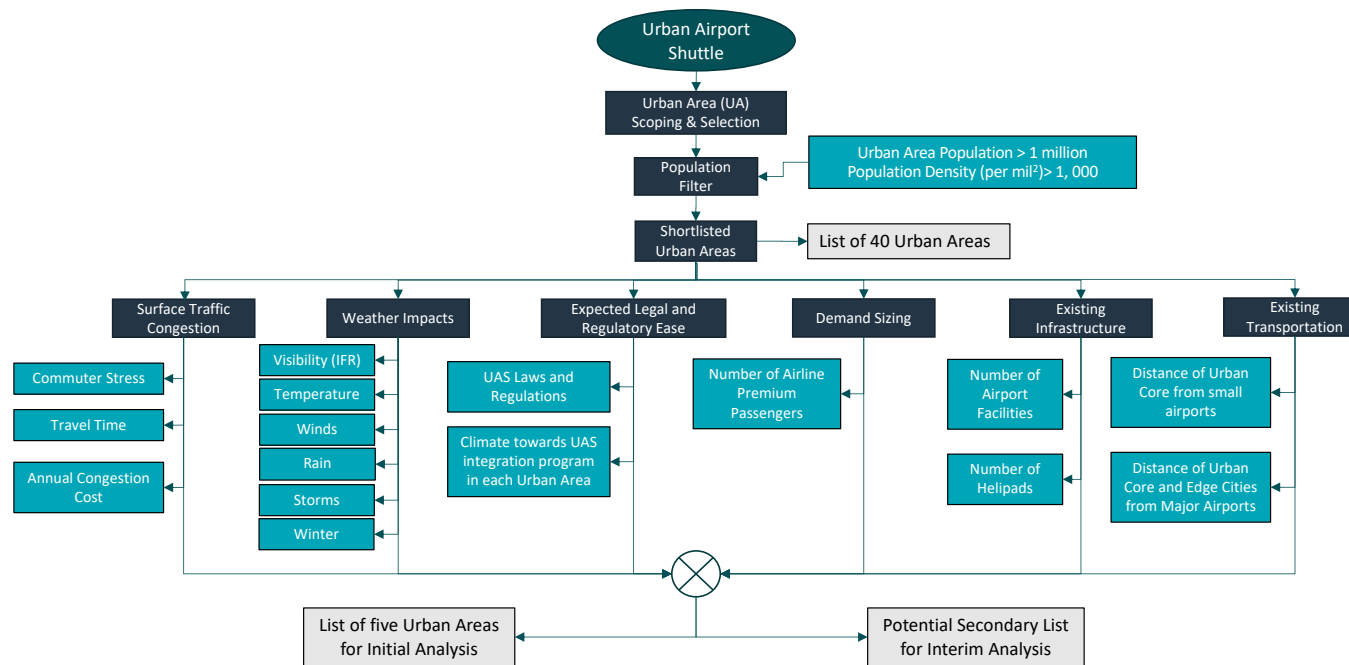 Urban Airport
Shuttle
Urban Area (UA)
Scoping & Selection
Population
Filter
Urban Area Population > 1 million
Population Density (per mil²)> 1, 000
Shortlisted
Urban Areas
List of 40 Urban Areas
Surface Traffic
Congestion
Weather Impacts
Expected Legal and
Regulatory Ease
Demand Sizing
Existing
Infrastructure
Existing
Transportation
Commuter Stress
Travel Time
Annual Congestion
Cost
Visibility (IFR)
Temperature
Winds
Rain
Storms
Winter
UAS Laws and
Regulations
Climate towards UAS
integration program
in each Urban Area
Number of Airline
Premium
Passengers
Number of
Airport
Facilities
Number of
Helipads
Distance of Urban
Core from small
airports
Distance of Urban
Core and Edge Cities
from Major Airports
List of five Urban Areas
for Initial Analysis
Potential Secondary List
for Interim Analysis